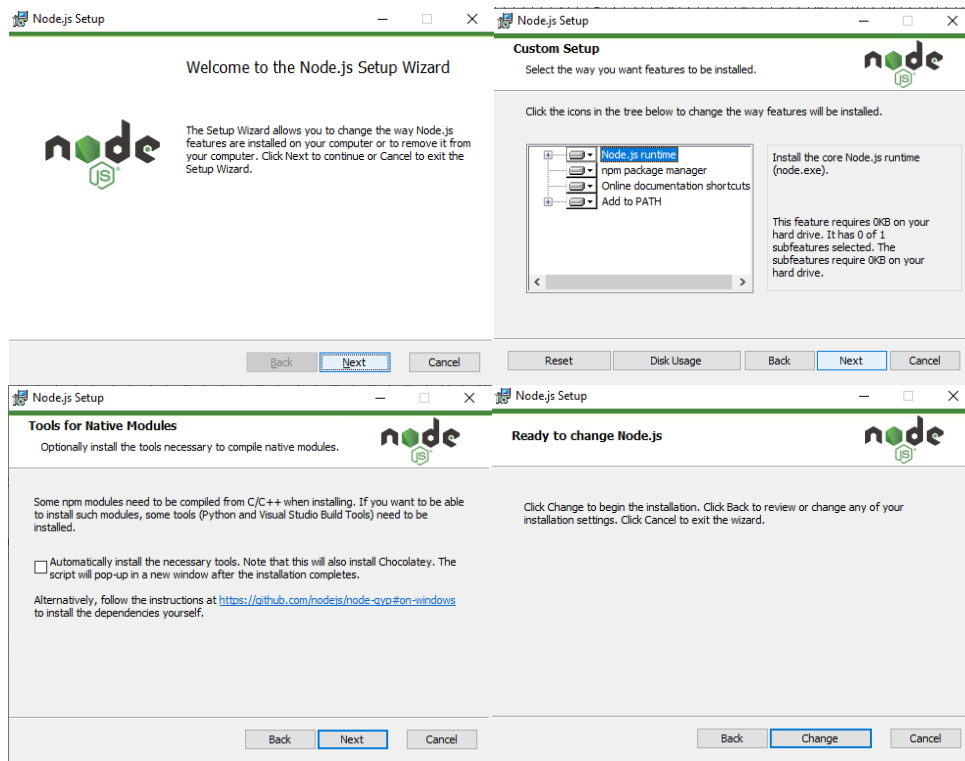 Node.js Setup
Welcome to the Node.js Setup Wizard
node
JS
The Setup Wizard allows you to change the way Node.js
features are installed on your computer or to remove it from
your computer. Click Next to continue or Cancel to exit the
Setup Wizard.
Back Next Cancel
Node.js Setup
Custom Setup
Select the way you want features to be installed.
node
JS
Click the icons in the tree below to change the way features will be installed.
Node.js runtime
npm package manager
Online documentation shortcuts
Add to PATH
Install the core Node.js runtime
(node.exe).
This feature requires 0KB on your
hard drive. It has 0 of 1
subfeatures selected. The
subfeatures require 0KB on your
hard drive.
Reset Disk Usage Back Next Cancel
Node.js Setup
Tools for Native Modules
Optionally install the tools necessary to compile native modules.
node
JS
Some npm modules need to be compiled from C/C++ when installing. If you want to be able
to install such modules, some tools (Python and Visual Studio Build Tools) need to be
installed.
Automatically install the necessary tools. Note that this will also install Chocolatey. The
script will pop-up in a new window after the installation completes.
Alternatively, follow the instructions at https://github.com/nodejs/node-gyp#on-windows
to install the dependencies yourself.
Back Next Cancel
Node.js Setup
Ready to change Node.js
node
JS
Click Change to begin the installation. Click Back to review or change any of your
installation settings. Click Cancel to exit the wizard.
Back Change Cancel